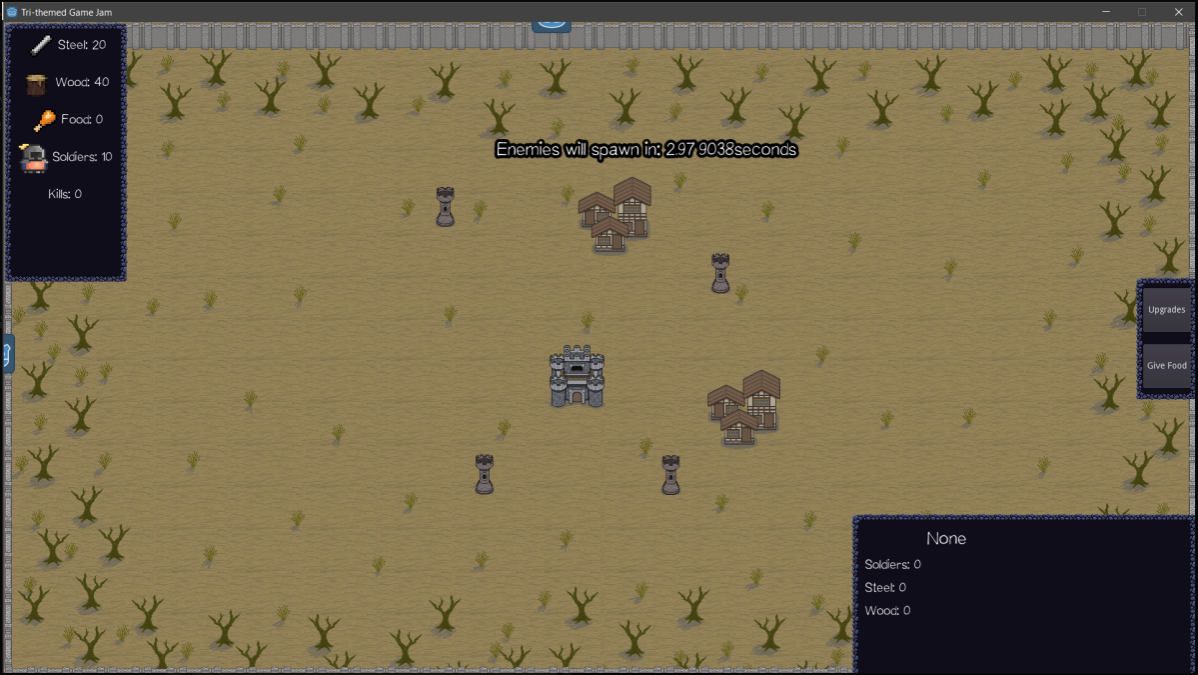 Tri-themed Game Jam
Steel: 20
Wood: 40
Food: 0
Soldiers: 10
Kills: 0
Enemies will spawn in: 2.979038seconds
Upgrades
Give Food
None
Soldiers: 0
Steel: 0
Wood: 0